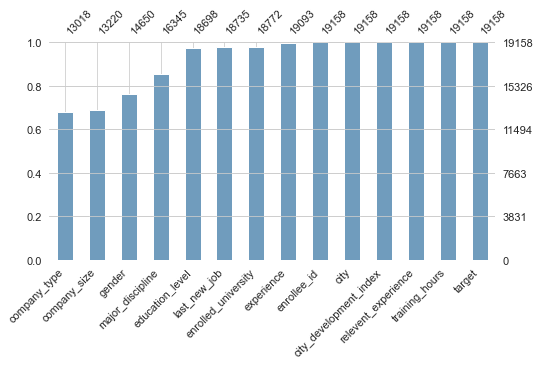 13018
13220
14650
16345
18698
18735
18772
19093
19158
19158
19158
19158
19158
19158
1.0
19158
0.8
15326
0.6
11494
0.4
7663
0.2
3831
0.0
0
company_type
company_size
gender
major_discipline
education_level
last_new_job
enrolled_university
experience
enrollee_id
city
city_development_index
relevent_experience
training_hours
target